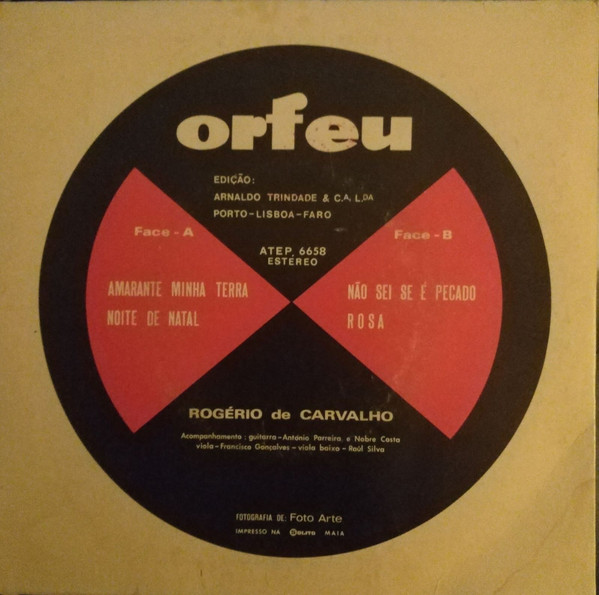 orfeu
EDIÇÃO:
ARNALDO TRINDADE & C.A, L.DA
PORTO-LISBOA-FARO
Face - A
Face - B
ATEP. 6658
ESTÉREO
AMARANTE MINHA TERRA
NOITE DE NATAL
NÃO SEI SE É PECADO
ROSA
ROGÉRIO de CARVALHO
Acompanhamento: guitarra-António Parreira e Nobre Costa
viola-Francisco Gonçalves-viola baixo-Raúl Silva
FOTOGRAFIA DE: Foto Arte
IMPRESSO NA MAIA